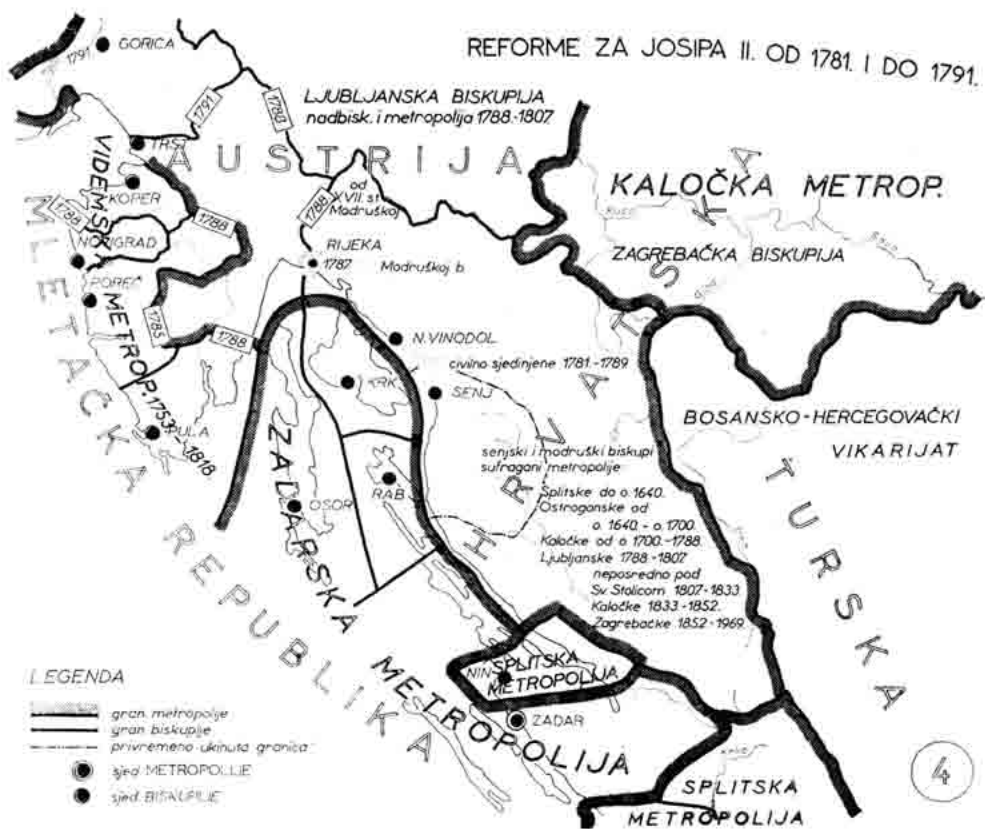 REFORME ZA JOSIPA II. OD 1781. I DO 1791.
1791
GORICA
1791
1788
LJUBLJANSKA BISKUPIJA
nadbisk. i metropolija 1788.-1807
TRST
AUSTRIJA
VIDEMSKA
METROP. 1753.-1818.
KOPER
1788
1788
NOVIGRAD
POREČ
1785
1788
PULA
od
XVII. st.
Modruškoj
1788
RIJEKA
1787
Modruškoj b.
KALOČKA METROP.
ZAGREBAČKA BISKUPIJA
HRVATSKA
MLETAČKA REPUBLIKA
N. VINODOL
civilno sjedinjene 1781.-1789.
KRK
SENJ
ZADARSKA METROPOLIJA
OSOR
RAB
senjski i modruški biskupi
sufragani metropolije
Splitske do o. 1640.
Ostroganske od
o. 1640. - o. 1700.
Kaločke od o. 1700.-1788.
Ljubljanske 1788-1807
neposredno pod
Sv. Stolicom 1807-1833.
Kaločke 1833-1852.
Zagrebačke 1852-1969.
BOSANSKO-HERCEGOVAČKI
VIKARIJAT
TURSKA
NIN
SPLITSKA
METROPOLIJA
ZADAR
SPLITSKA
METROPOLIJA
LEGENDA
gran. metropolije
gran biskupije
privremeno ukinuta granica
sjed. METROPOLIJE
sjed. BISKUPIJE
4